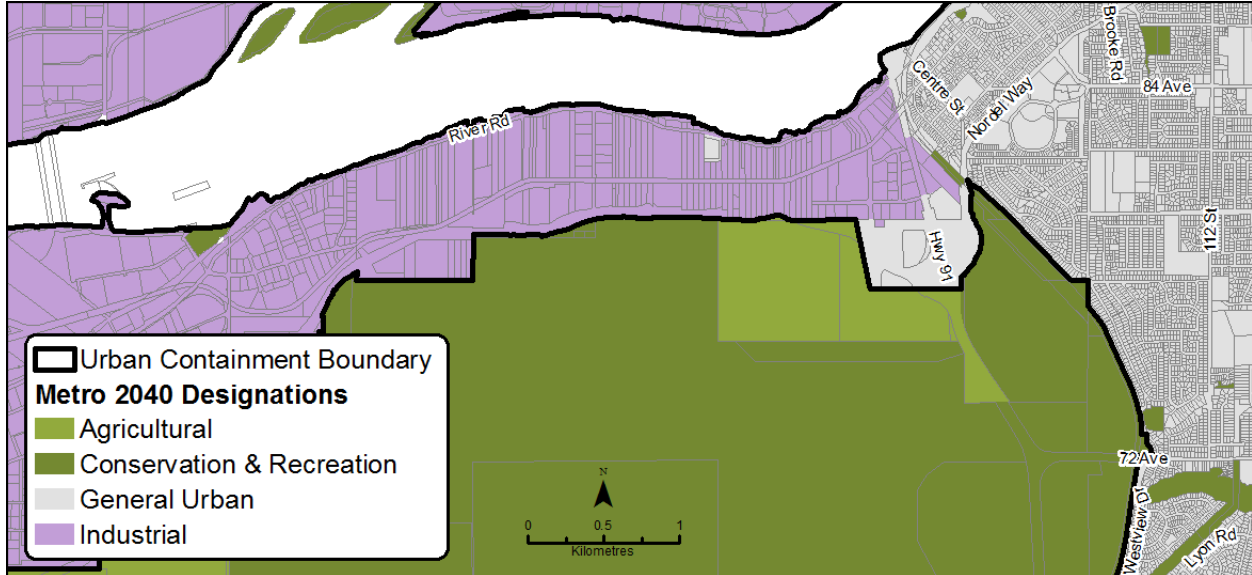 Brooke Rd
84 Ave
Centre St
Nordel Way
River Rd
112 St
Hwy 91
72 Ave
Westview Dr
Lyon Rd
Urban Containment Boundary
Metro 2040 Designations
Agricultural
Conservation & Recreation
General Urban
Industrial
N
0 0.5 1
Kilometres